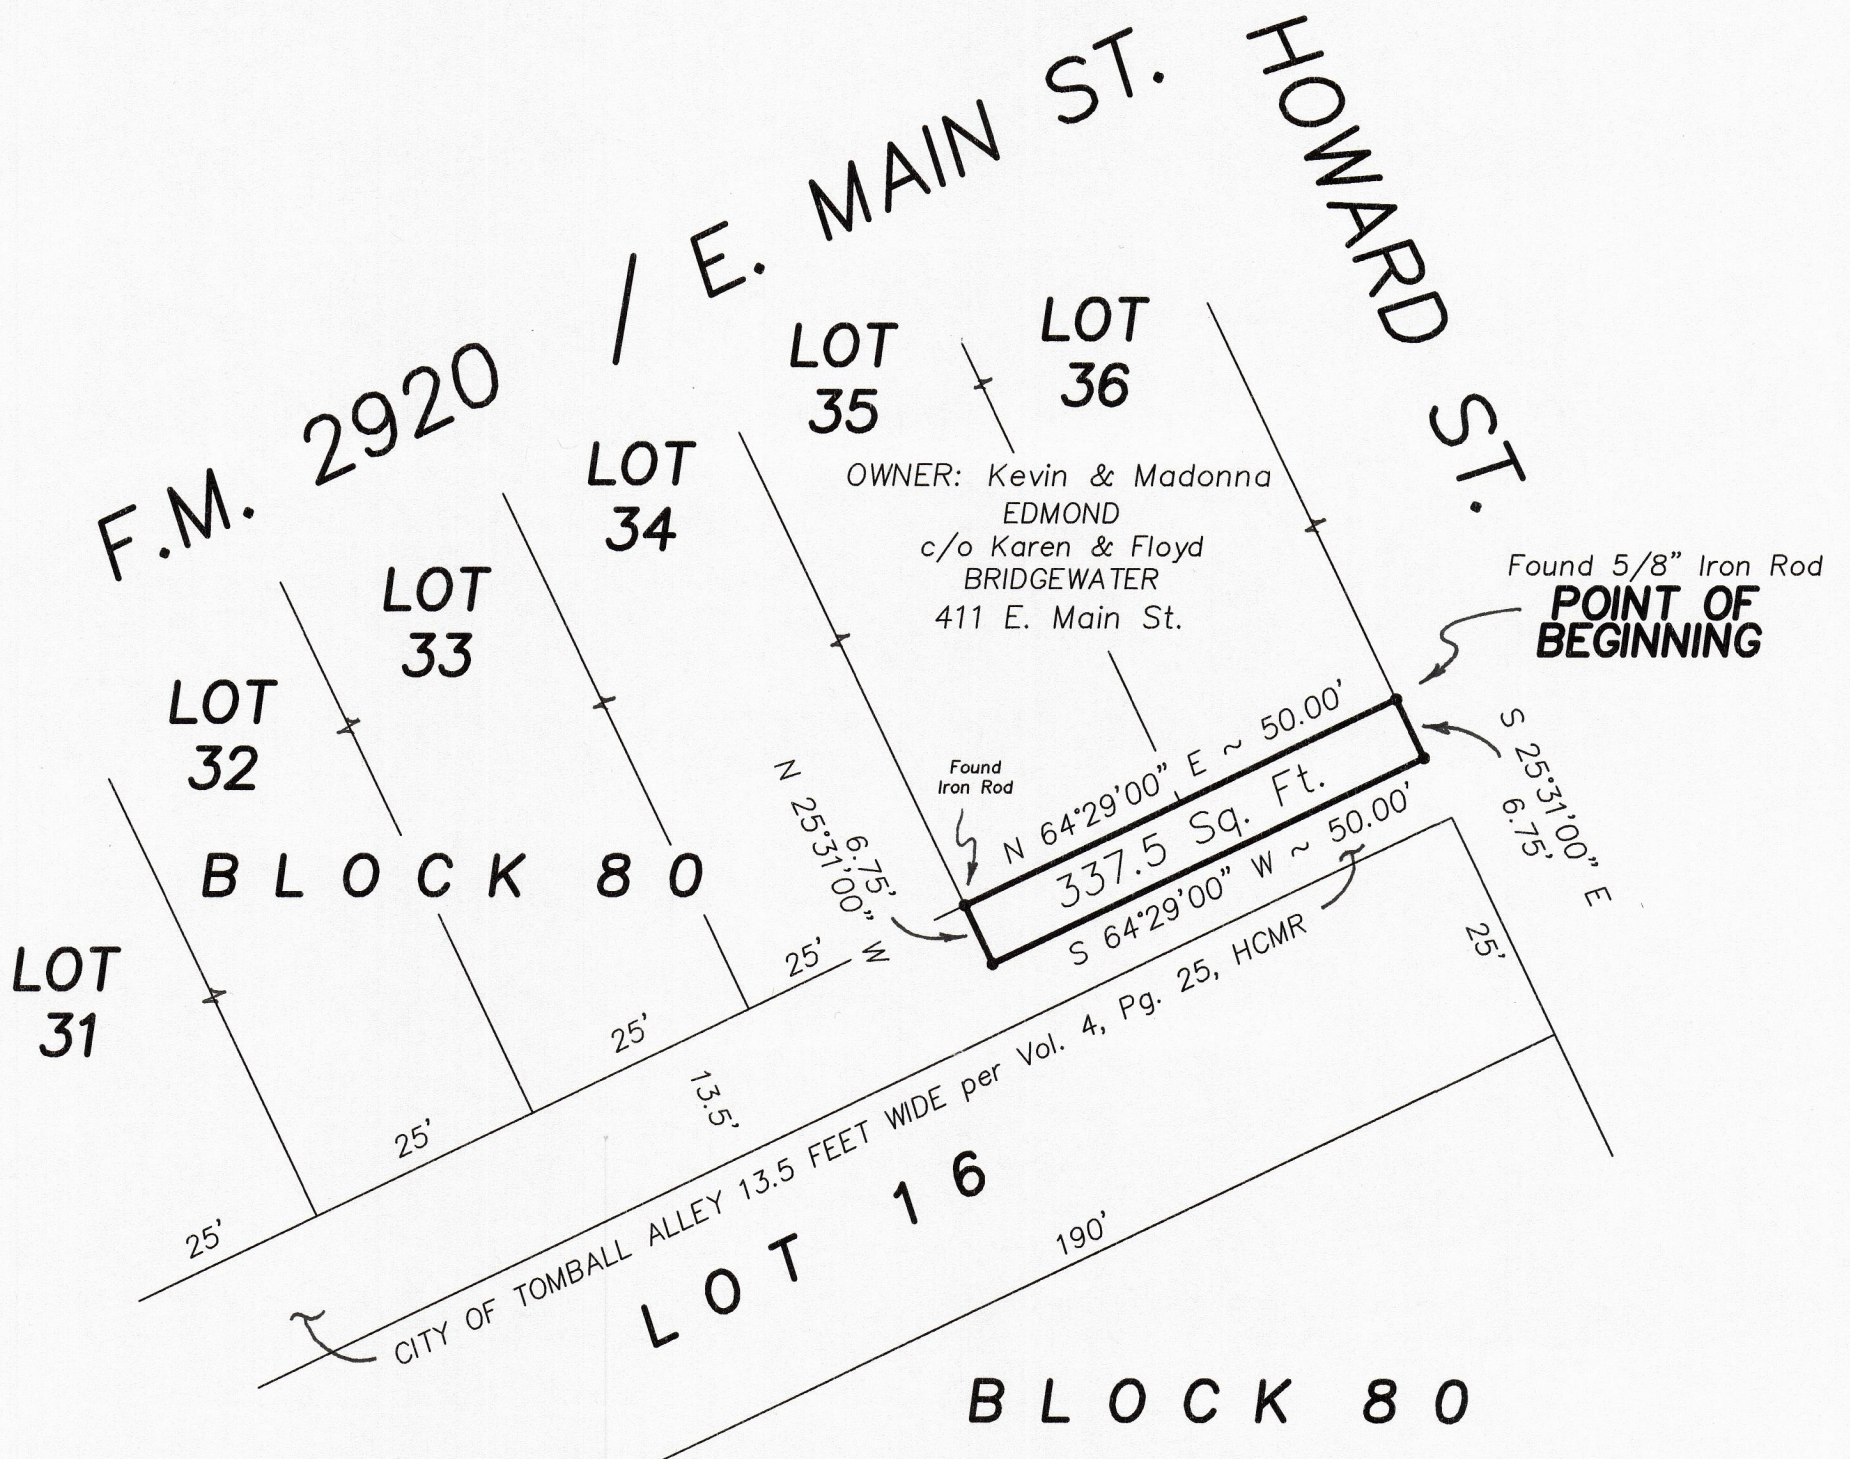 F.M. 2920 / E. MAIN ST.
HOWARD ST.
LOT
36
LOT
35
LOT
34
LOT
33
LOT
32
LOT
31
OWNER: Kevin & Madonna
EDMOND
c/o Karen & Floyd
BRIDGEWATER
411 E. Main St.
Found 5/8" Iron Rod
POINT OF
BEGINNING
Found
Iron Rod
N 64°29'00" E ~ 50.00'
337.5 Sq. Ft.
S 64°29'00" W ~ 50.00'
S 25°31'00" E
6.75'
6.75'
N 25°31'00" W
BLOCK 80
25'
25'
25'
25'
13.5'
25'
CITY OF TOMBALL ALLEY 13.5 FEET WIDE per Vol. 4, Pg. 25, HCMR
LOT 16
190'
BLOCK 80